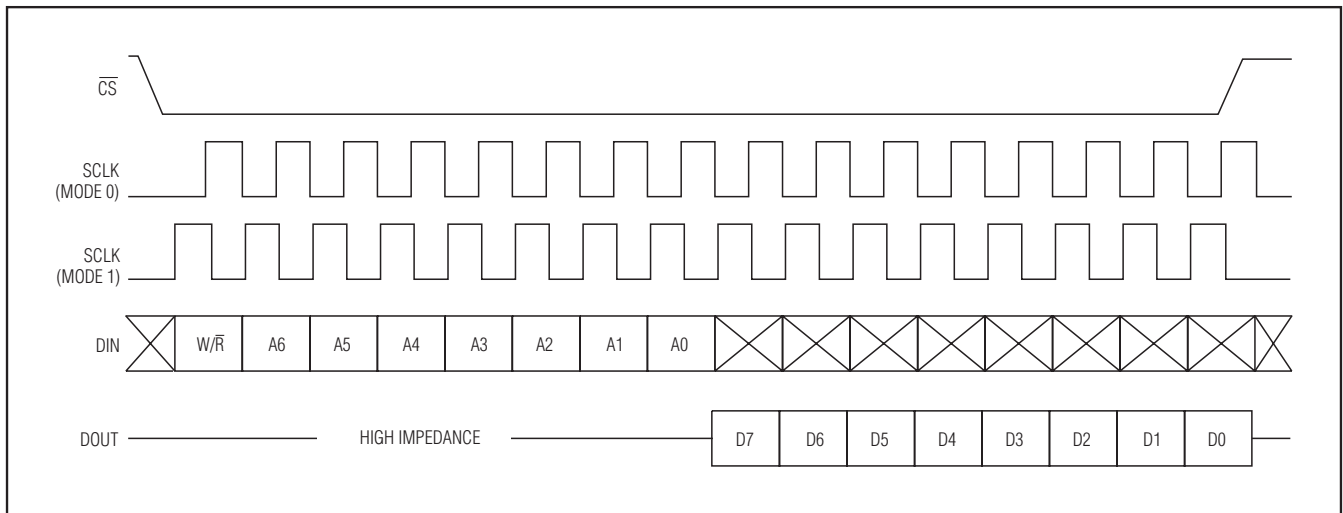 C̅S̅
SCLK
(MODE 0)
SCLK
(MODE 1)
DIN W/R̅ A6 A5 A4 A3 A2 A1 A0
DOUT HIGH IMPEDANCE D7 D6 D5 D4 D3 D2 D1 D0